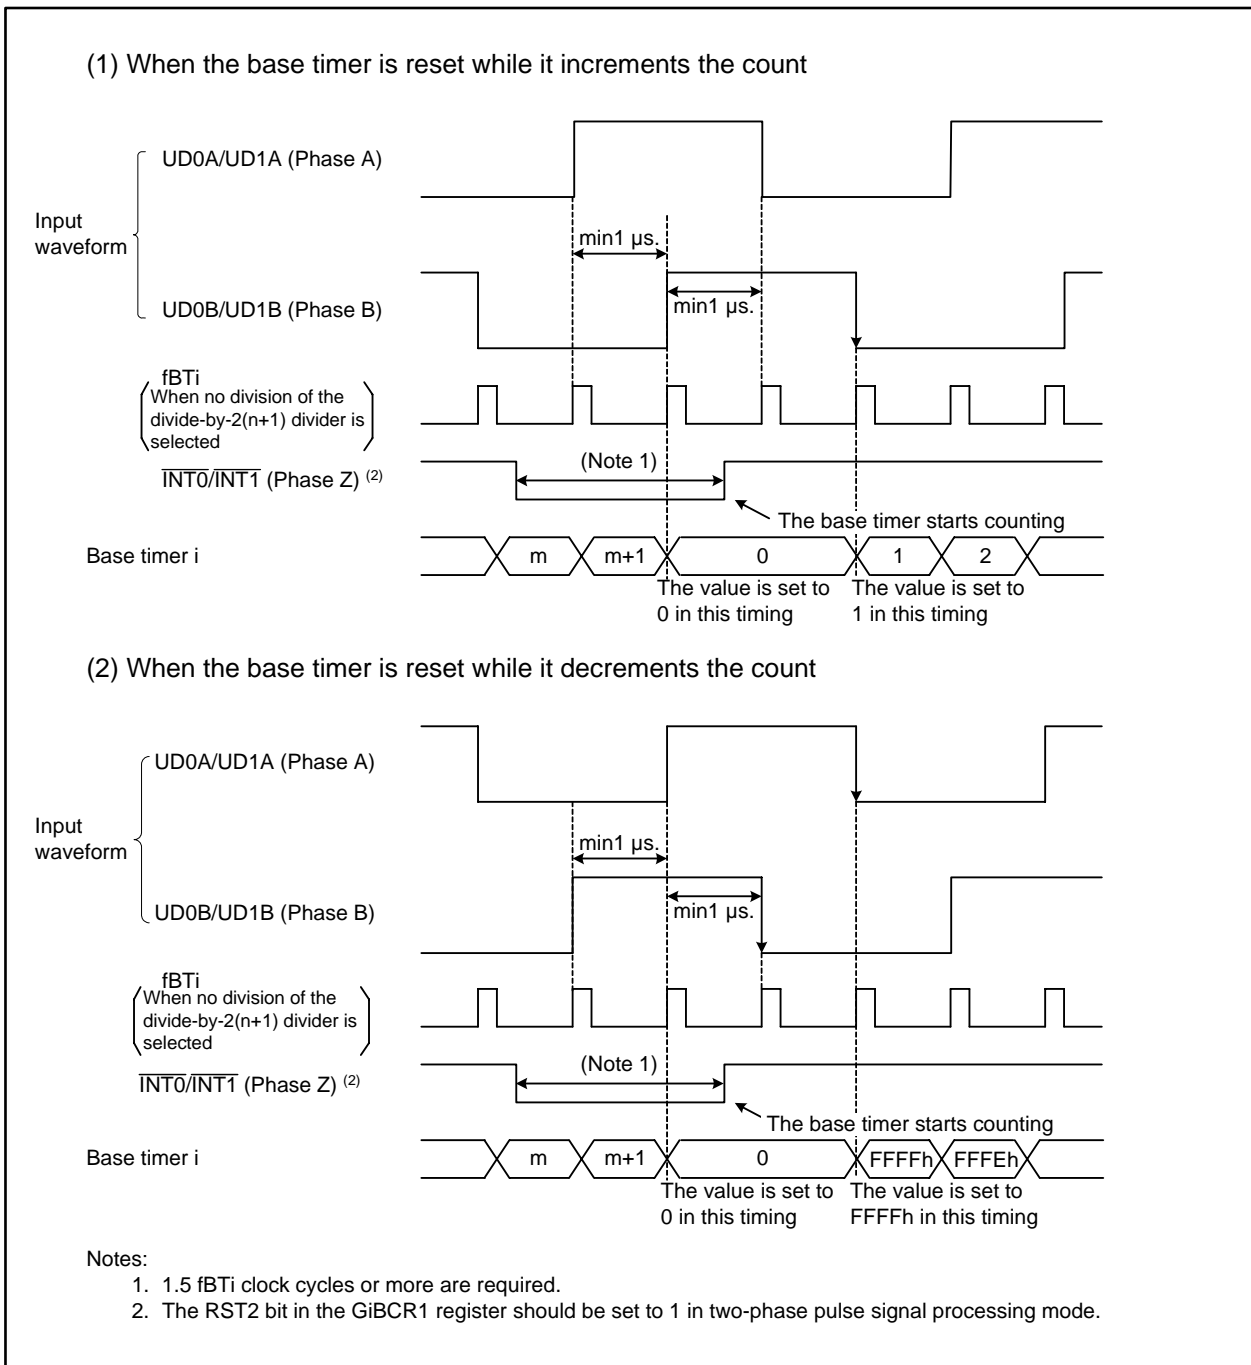 (1) When the base timer is reset while it increments the count
UD0A/UD1A (Phase A)
Input
waveform
min1 µs.
UD0B/UD1B (Phase B)
min1 µs.
fBTi
When no division of the
divide-by-2(n+1) divider is
selected
INT0/INT1 (Phase Z) (2)
(Note 1)
The base timer starts counting
Base timer i
m
m+1
0
1
2
The value is set to
0 in this timing
The value is set to
1 in this timing
(2) When the base timer is reset while it decrements the count
UD0A/UD1A (Phase A)
Input
waveform
min1 µs.
UD0B/UD1B (Phase B)
min1 µs.
fBTi
When no division of the
divide-by-2(n+1) divider is
selected
INT0/INT1 (Phase Z) (2)
(Note 1)
The base timer starts counting
Base timer i
m
m+1
0
FFFFh
FFFEh
The value is set to
0 in this timing
The value is set to
FFFFh in this timing
Notes:
1. 1.5 fBTi clock cycles or more are required.
2. The RST2 bit in the GiBCR1 register should be set to 1 in two-phase pulse signal processing mode.